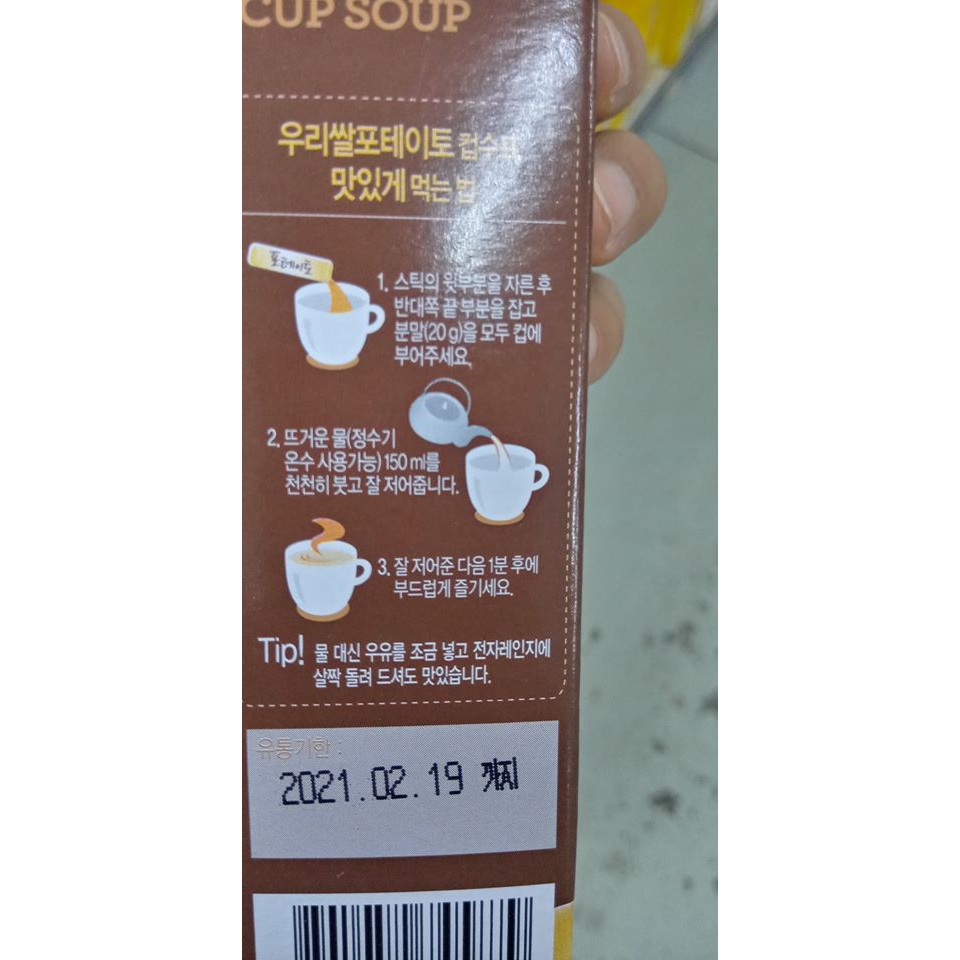 CUP SOUP
우리쌀포테이토 컵수프
맛있게 먹는 법
포테이토
1. 스틱의 윗부분을 자른 후
반대쪽 끝 부분을 잡고
분말(20 g)을 모두 컵에
부어주세요.
2. 뜨거운 물(정수기
온수 사용가능) 150 ml를
천천히 붓고 잘 저어줍니다.
3. 잘 저어준 다음 1분 후에
부드럽게 즐기세요.
Tip! 물 대신 우유를 조금 넣고 전자레인지에
살짝 돌려 드셔도 맛있습니다.
유통기한 :
2021.02.19 까지